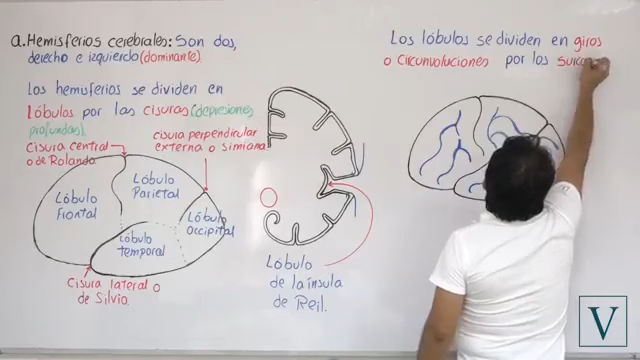 a. Hemisferios cerebrales: Son dos,
derecho e izquierdo (dominante).
Los hemisferios se dividen en
Lóbulos por las cisuras (depresiones
profundas).
cisura perpendicular
externa o simiana
Cisura central
o de Rolando
Lóbulo
Frontal
Lóbulo
Parietal
Lóbulo
Occipital
Lóbulo
Temporal
Cisura lateral o
de Silvio.
Lóbulo
de la ínsula
de Reil.
Los lóbulos se dividen en giros
o circunvoluciones por los surco
V